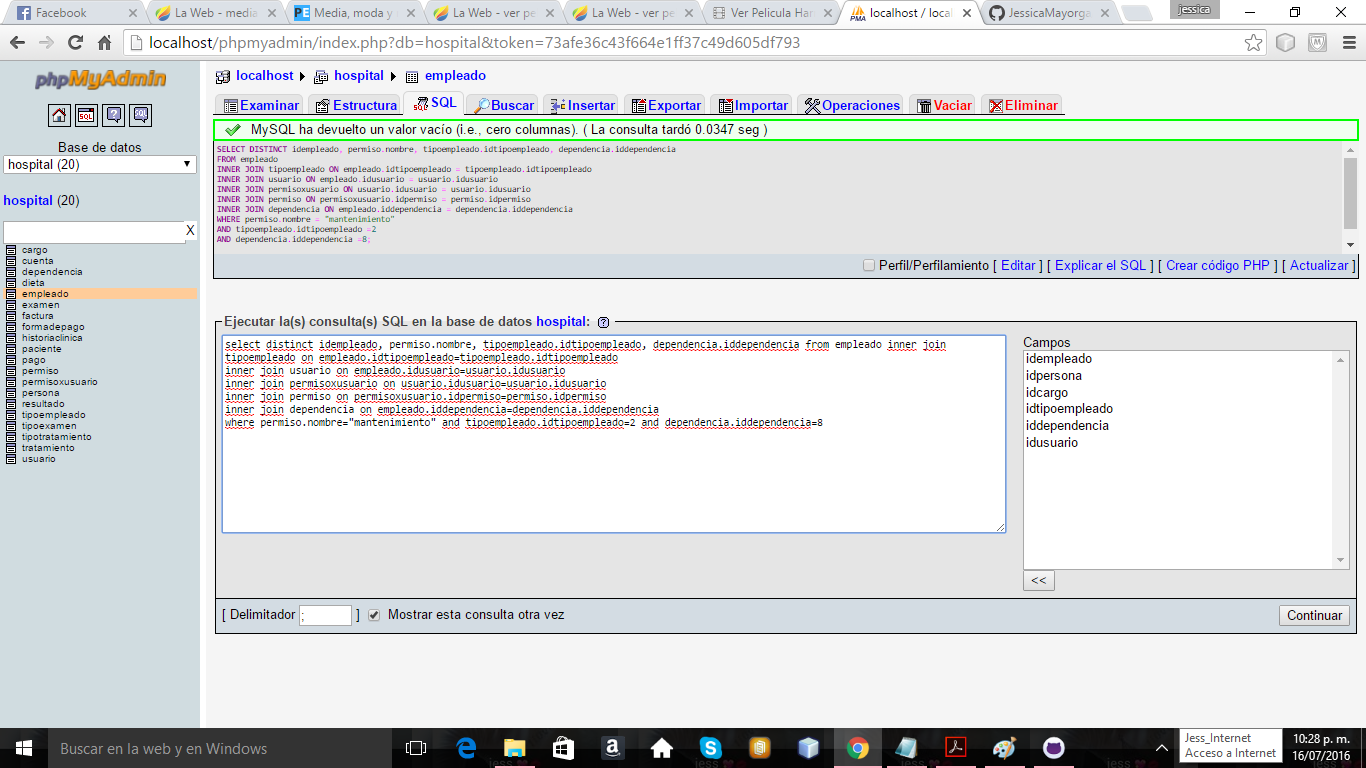 jessica
Facebook
La Web - media
Media, moda y
La Web - ver pe
La Web - ver pe
Ver Pelicula Har
localhost / local
JessicaMayorga
localhost/phpmyadmin/index.php?db=hospital&token=73afe36c43f664e1ff37c49d605df793
phpMyAdmin
SQL
Base de datos
hospital (20)
hospital (20)
X
cargo
cuenta
dependencia
dieta
empleado
examen
factura
formadepago
historiaclinica
paciente
pago
permiso
permisoxusuario
persona
resultado
tipoempleado
tipoexamen
tipotratamiento
tratamiento
usuario
localhost hospital empleado
Examinar Estructura SQL Buscar Insertar Exportar Importar Operaciones Vaciar Eliminar
MySQL ha devuelto un valor vacío (i.e., cero columnas). ( La consulta tardó 0.0347 seg )
SELECT DISTINCT idempleado, permiso.nombre, tipoempleado.idtipoempleado, dependencia.iddependencia
FROM empleado
INNER JOIN tipoempleado ON empleado.idtipoempleado = tipoempleado.idtipoempleado
INNER JOIN usuario ON empleado.idusuario = usuario.idusuario
INNER JOIN permisoxusuario ON usuario.idusuario = usuario.idusuario
INNER JOIN permiso ON permisoxusuario.idpermiso = permiso.idpermiso
INNER JOIN dependencia ON empleado.iddependencia = dependencia.iddependencia
WHERE permiso.nombre = "mantenimiento"
AND tipoempleado.idtipoempleado =2
AND dependencia.iddependencia =8;
Perfil/Perfilamiento [ Editar ] [ Explicar el SQL ] [ Crear código PHP ] [ Actualizar ]
Ejecutar la(s) consulta(s) SQL en la base de datos hospital:
select distinct idempleado, permiso.nombre, tipoempleado.idtipoempleado, dependencia.iddependencia from empleado inner join
tipoempleado on empleado.idtipoempleado=tipoempleado.idtipoempleado
inner join usuario on empleado.idusuario=usuario.idusuario
inner join permisoxusuario on usuario.idusuario=usuario.idusuario
inner join permiso on permisoxusuario.idpermiso=permiso.idpermiso
inner join dependencia on empleado.iddependencia=dependencia.iddependencia
where permiso.nombre="mantenimiento" and tipoempleado.idtipoempleado=2 and dependencia.iddependencia=8
Campos
idempleado
idpersona
idcargo
idtipoempleado
iddependencia
idusuario
<<
[ Delimitador ; ] Mostrar esta consulta otra vez
Continuar
Buscar en la web y en Windows
Jess_Internet
Acceso a Internet
10:28 p. m.
16/07/2016